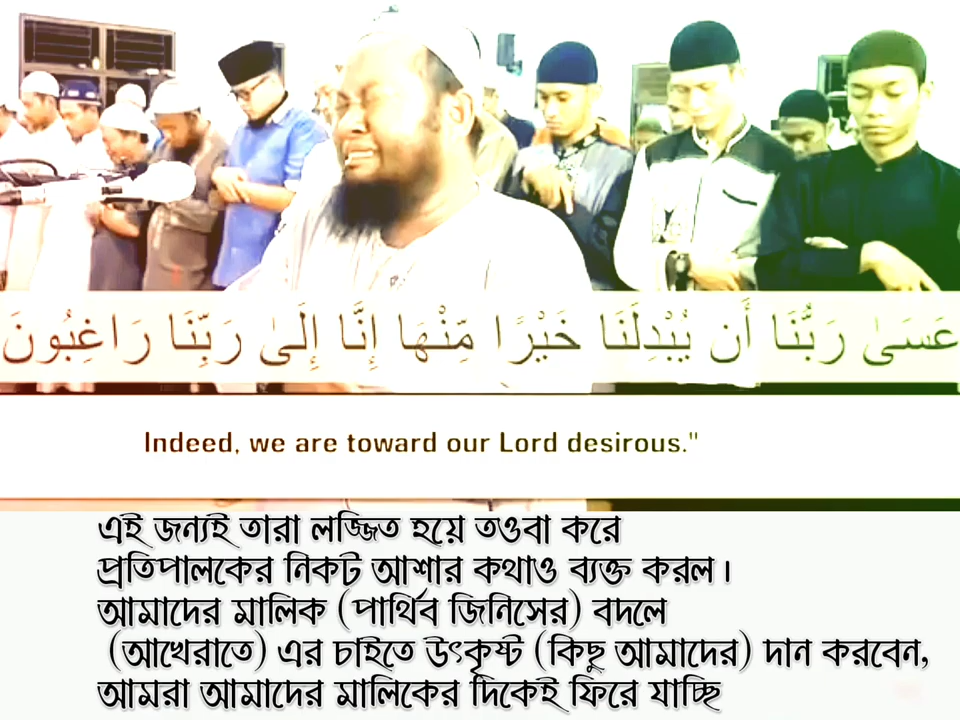 عَسَىٰ رَبُّنَا أَن يُبْدِلَنَا خَيْرًا مِّنْهَا إِنَّا إِلَىٰ رَبِّنَا رَاغِبُونَ
Indeed, we are toward our Lord desirous."
এই জন্যই তারা লজ্জিত হয়ে তওবা করে
প্রতিপালকের নিকট আশার কথাও ব্যক্ত করল।
আমাদের মালিক (পার্থিব জিনিসের) বদলে
(আখেরাতে) এর চাইতে উৎকৃষ্ট (কিছু আমাদের) দান করবেন,
আমরা আমাদের মালিকের দিকেই ফিরে যাচ্ছি